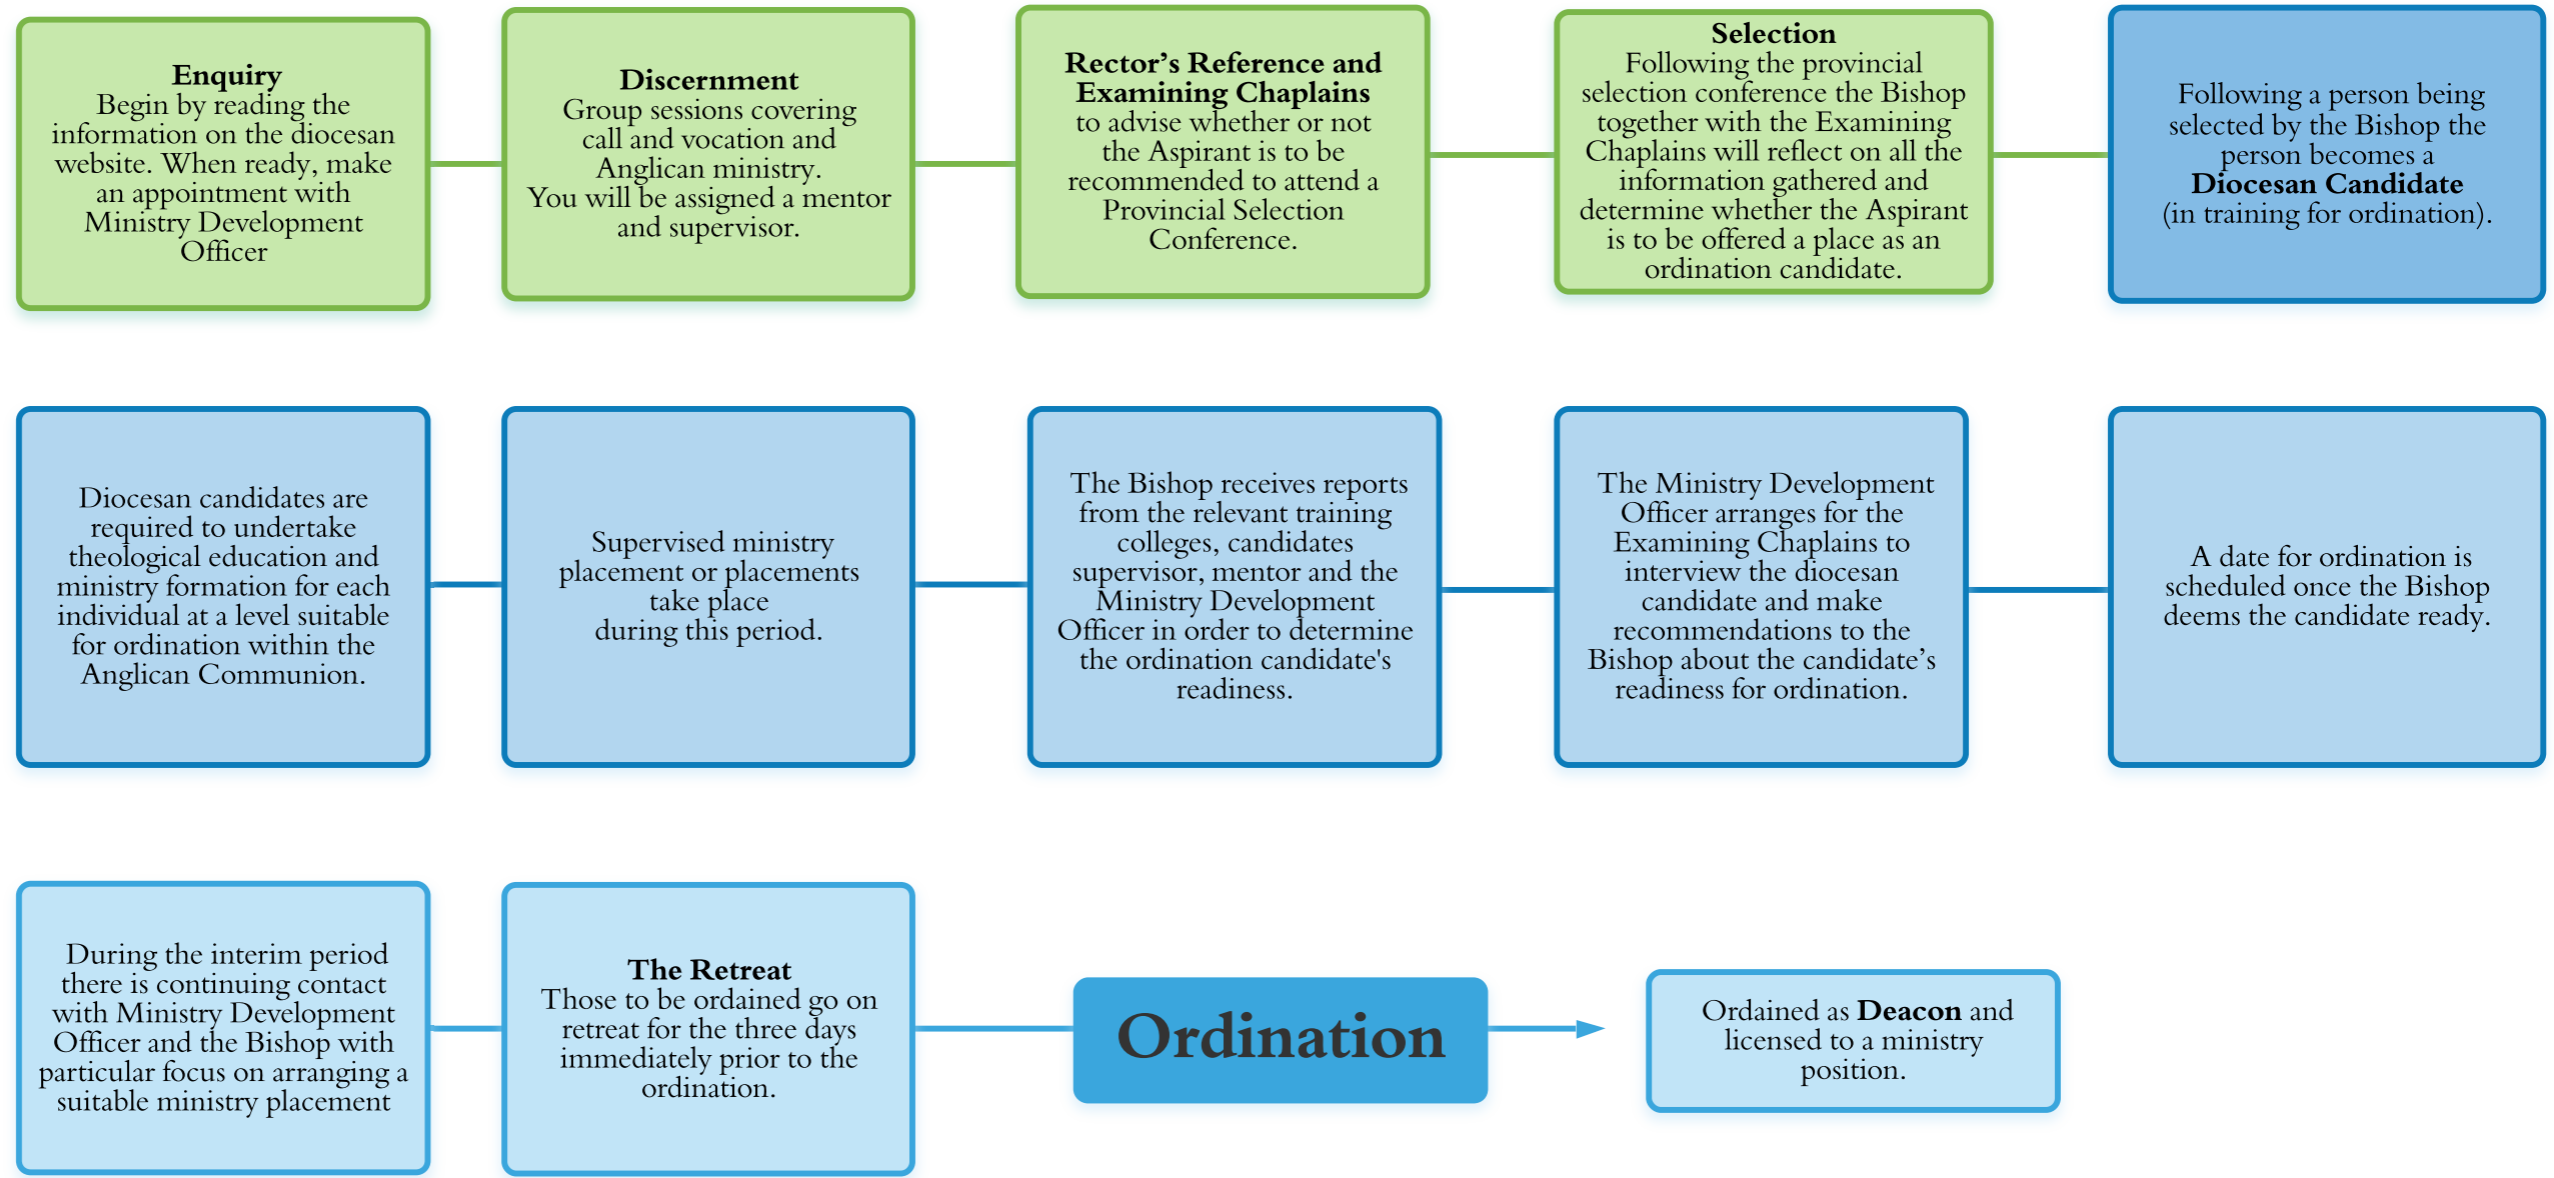 Enquiry
Begin by reading the
information on the diocesan
website. When ready, make
an appointment with
Ministry Development
Officer
Discernment
Group sessions covering
call and vocation and
Anglican ministry.
You will be assigned a mentor
and supervisor.
Rector’s Reference and
Examining Chaplains
to advise whether or not
the Aspirant is to be
recommended to attend a
Provincial Selection
Conference.
Selection
Following the provincial
selection conference the Bishop
together with the Examining
Chaplains will reflect on all the
information gathered and
determine whether the Aspirant
is to be offered a place as an
ordination candidate.
Following a person being
selected by the Bishop the
person becomes a
Diocesan Candidate
(in training for ordination).
Diocesan candidates are
required to undertake
theological education and
ministry formation for each
individual at a level suitable
for ordination within the
Anglican Communion.
Supervised ministry
placement or placements
take place
during this period.
The Bishop receives reports
from the relevant training
colleges, candidates
supervisor, mentor and the
Ministry Development
Officer in order to determine
the ordination candidate's
readiness.
The Ministry Development
Officer arranges for the
Examining Chaplains to
interview the diocesan
candidate and make
recommendations to the
Bishop about the candidate’s
readiness for ordination.
A date for ordination is
scheduled once the Bishop
deems the candidate ready.
During the interim period
there is continuing contact
with Ministry Development
Officer and the Bishop with
particular focus on arranging a
suitable ministry placement
The Retreat
Those to be ordained go on
retreat for the three days
immediately prior to the
ordination.
Ordination
Ordained as Deacon and
licensed to a ministry
position.